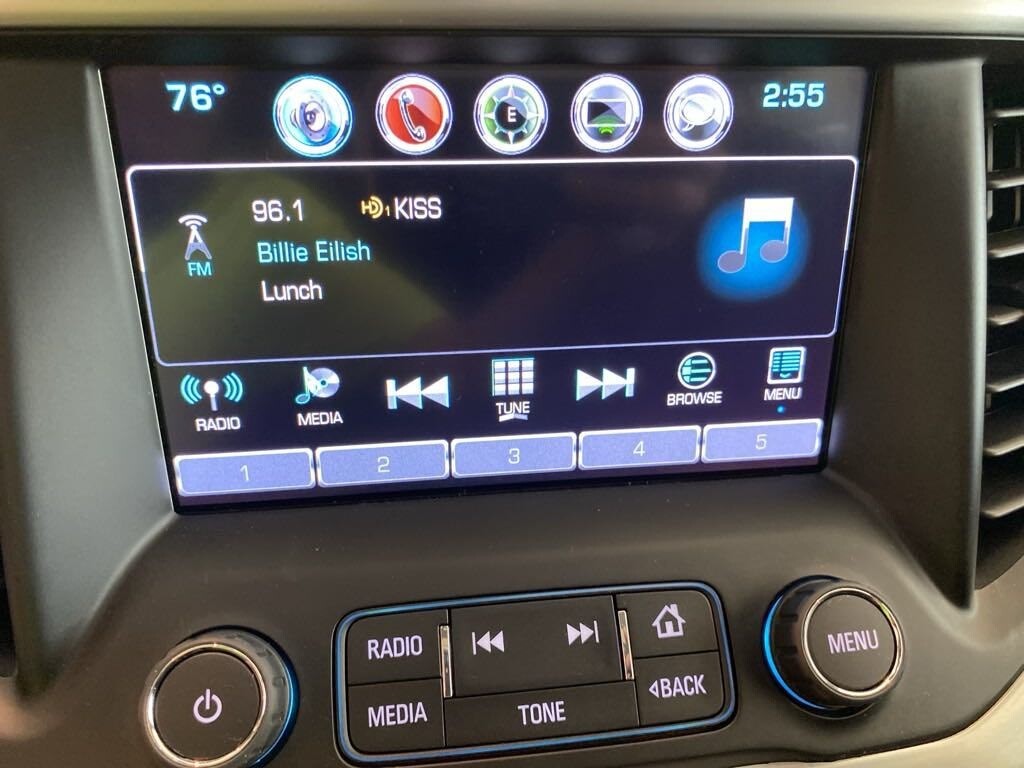 76° E 2:55
96.1 HD1 KISS
FM
Billie Eilish
Lunch
RADIO MEDIA TUNE BROWSE MENU
1 2 3 4 5
RADIO
MENU
MEDIA TONE BACK